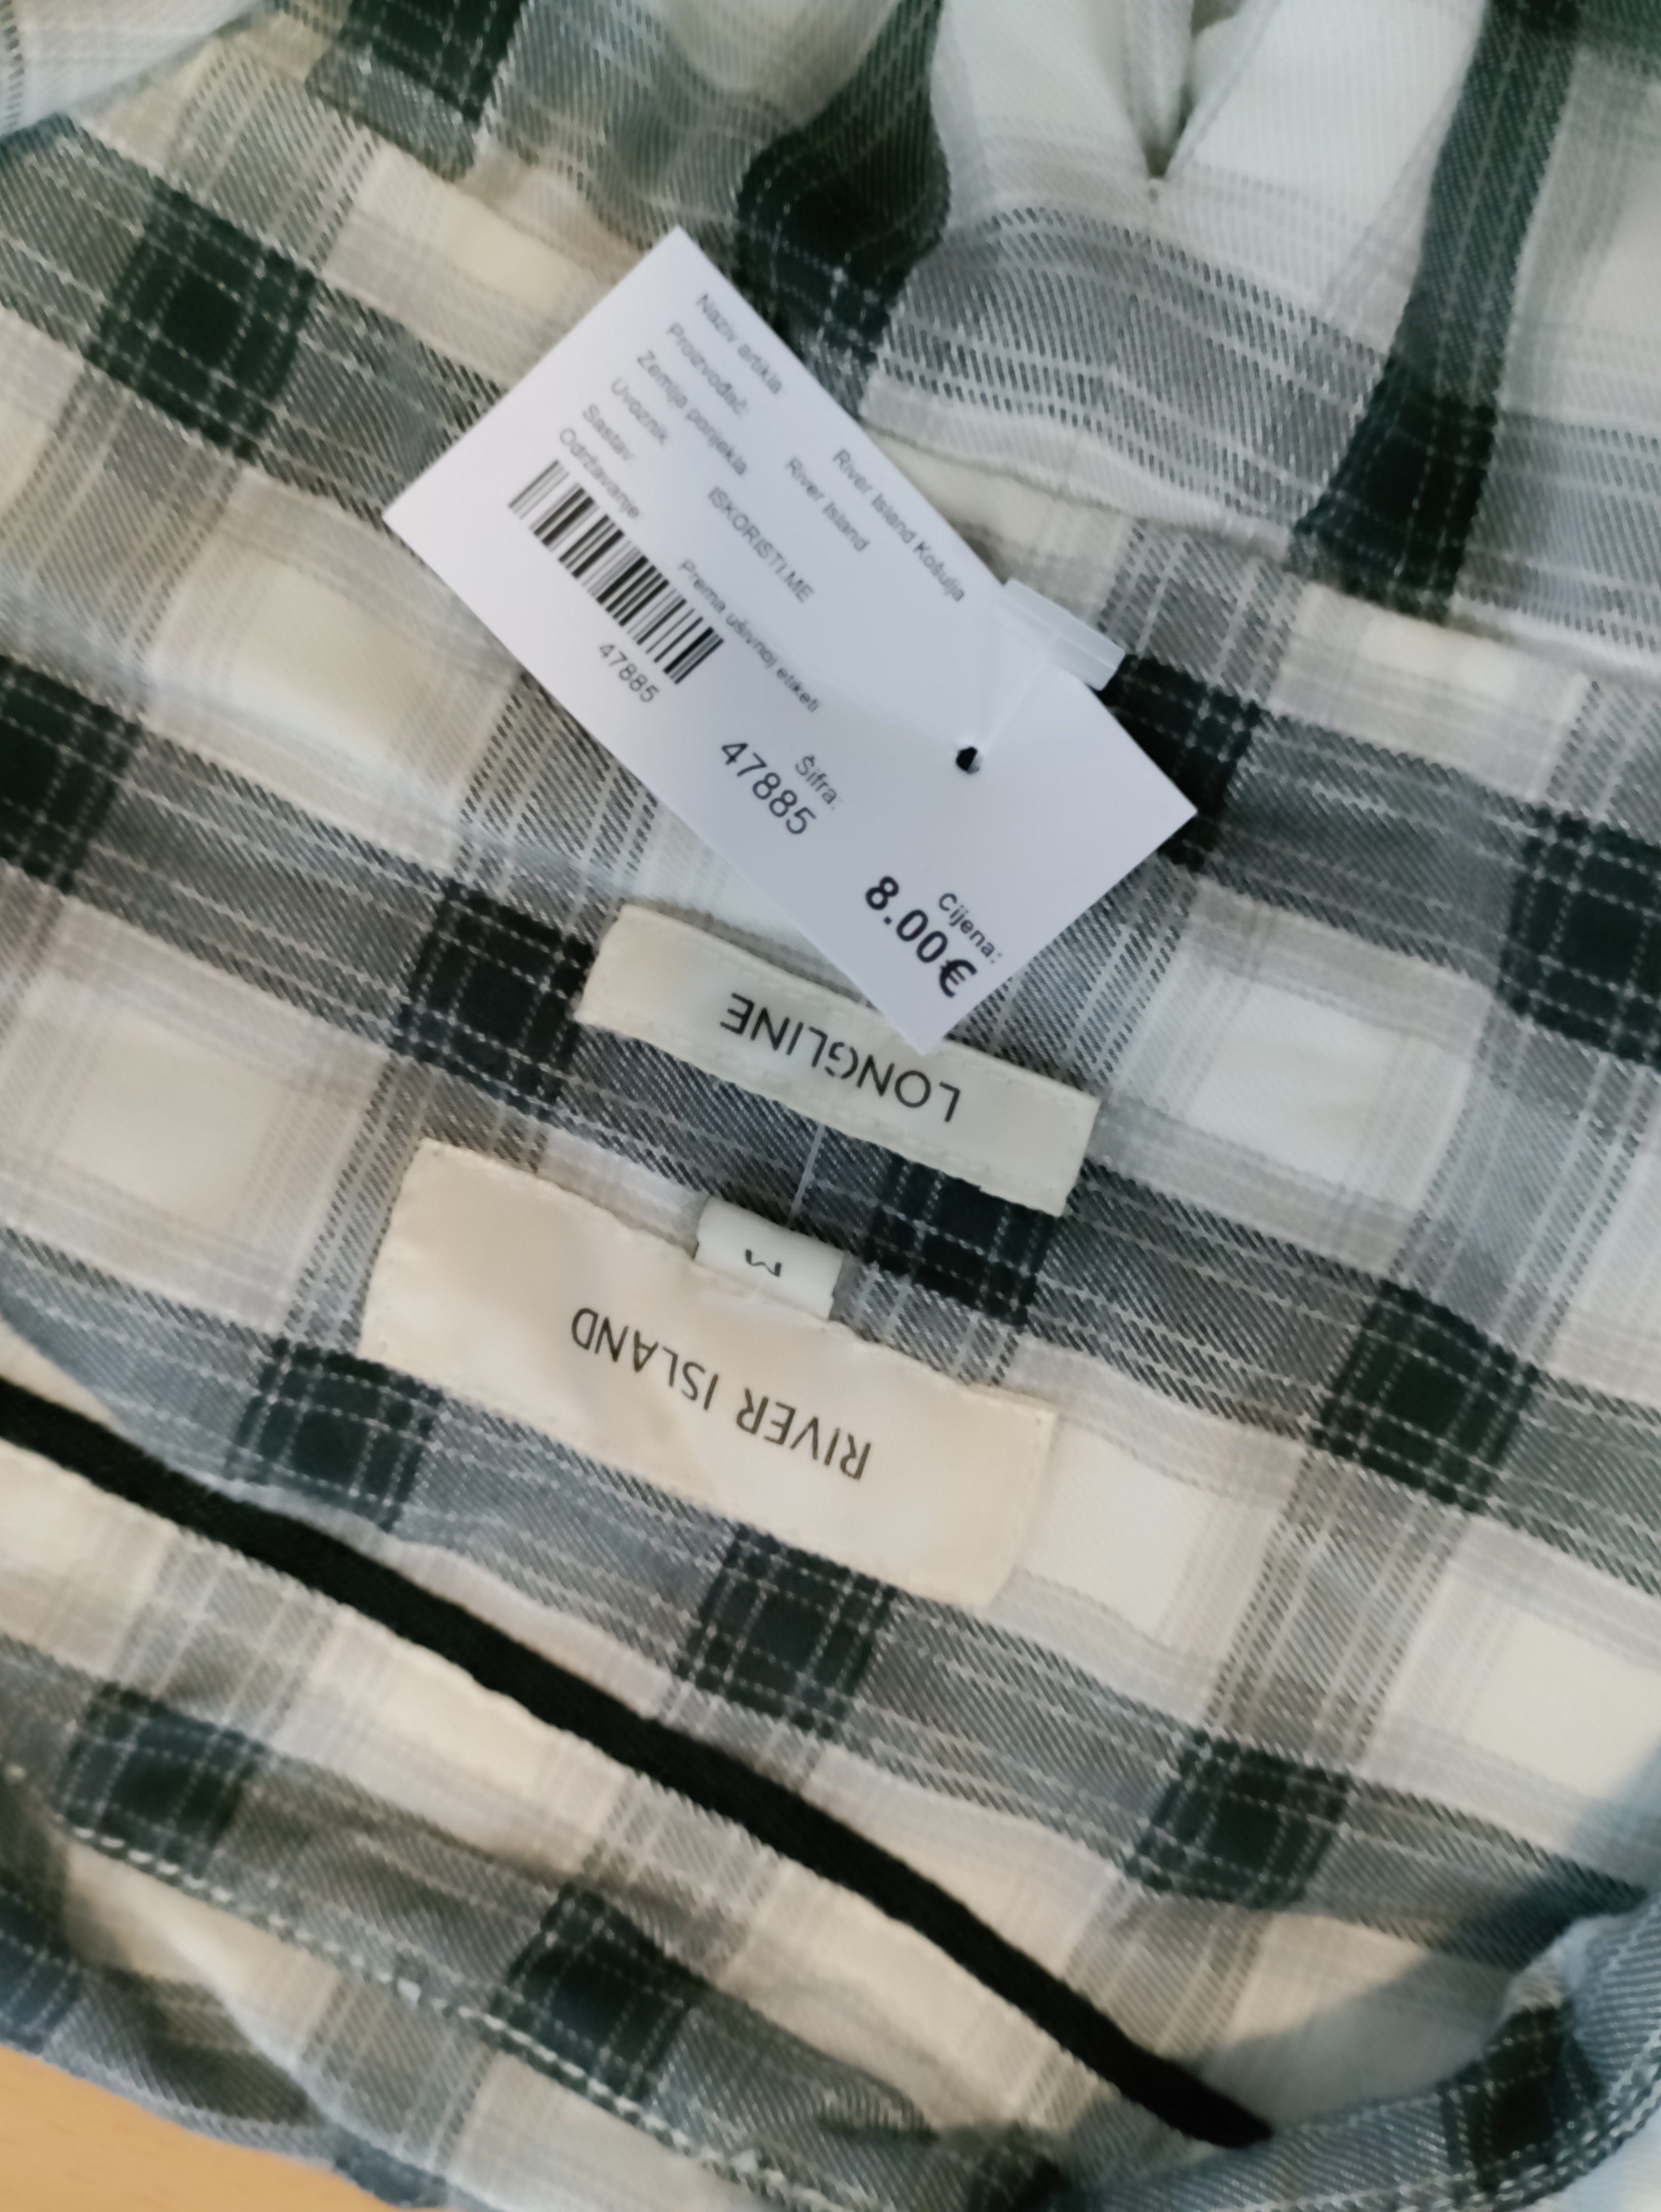 Naziv artikla
River Island Košulja
Proizvođač:
River Island
Zemlja porijekla
Uvoznik
ISKORISTI.ME
Sastav:
Održavanje
Prema ušivnoj etiketi
47885
Šifra:
47885
Cijena:
8.00€
LONGLINE
M
RIVER ISLAND